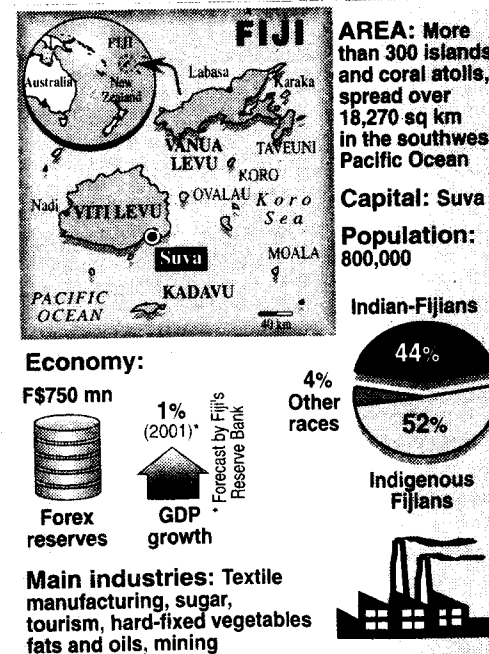 FIJI
FIJI
Australia
New
Zealand
Labasa
Karaka
VANUA
LEVU
TAVEUNI
KORO
OVALAU
Koro
Sea
Nadi
VITI LEVU
Suva
MOALA
KADAVU
PACIFIC
OCEAN
40 km
AREA: More
than 300 islands
and coral atolls,
spread over
18,270 sq km
in the southwes
Pacific Ocean
Capital: Suva
Population:
800,000
Indian-Fijians
44%
4%
Other
races
52%
Indigenous
Fijians
Economy:
F$750 mn
Forex
reserves
1%
(2001)*
GDP
growth
* Forecast by Fiji's
Reserve Bank
Main industries: Textile
manufacturing, sugar,
tourism, hard-fixed vegetables
fats and oils, mining